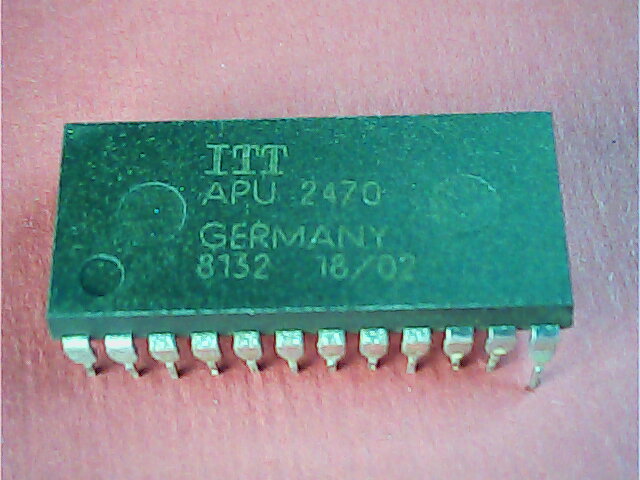 ITT
APU 2470
GERMANY
8132 18/02